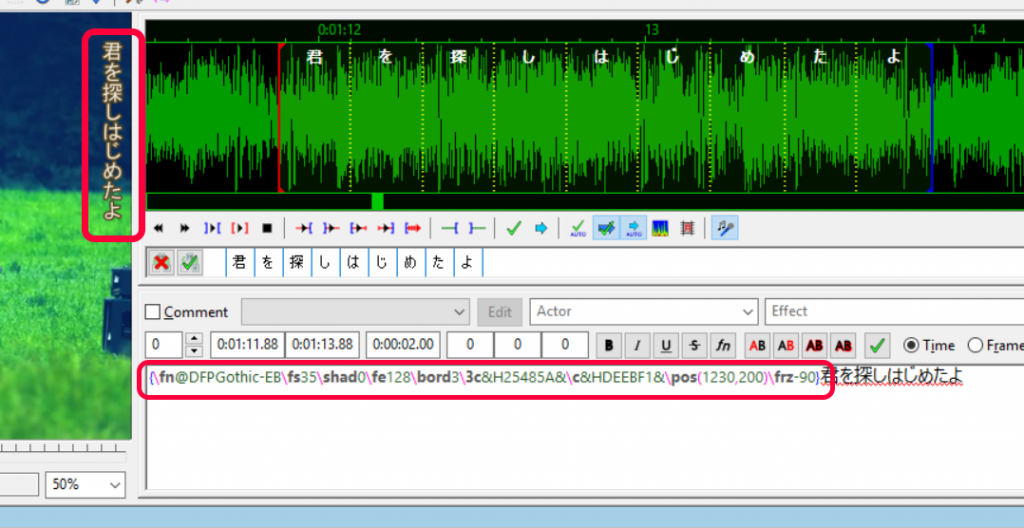 君を探しはじめたよ
0:01:12 13 14
君 を 探 し は じ め た よ
AUTO AUTO
君 を 探 し は じ め た よ
Comment Edit Actor Effect
0 0:01:11.88 0:01:13.88 0:00:02.00 0 0 0 B I U S fn AB AB AB AB Time Frame
{\fn@DFPGothic-EB\fs35\shad0\fe128\bord3\3c&H25485A&\c&HDEEBF1&\pos(1230,200)\frz-90}君を探しはじめたよ
50%